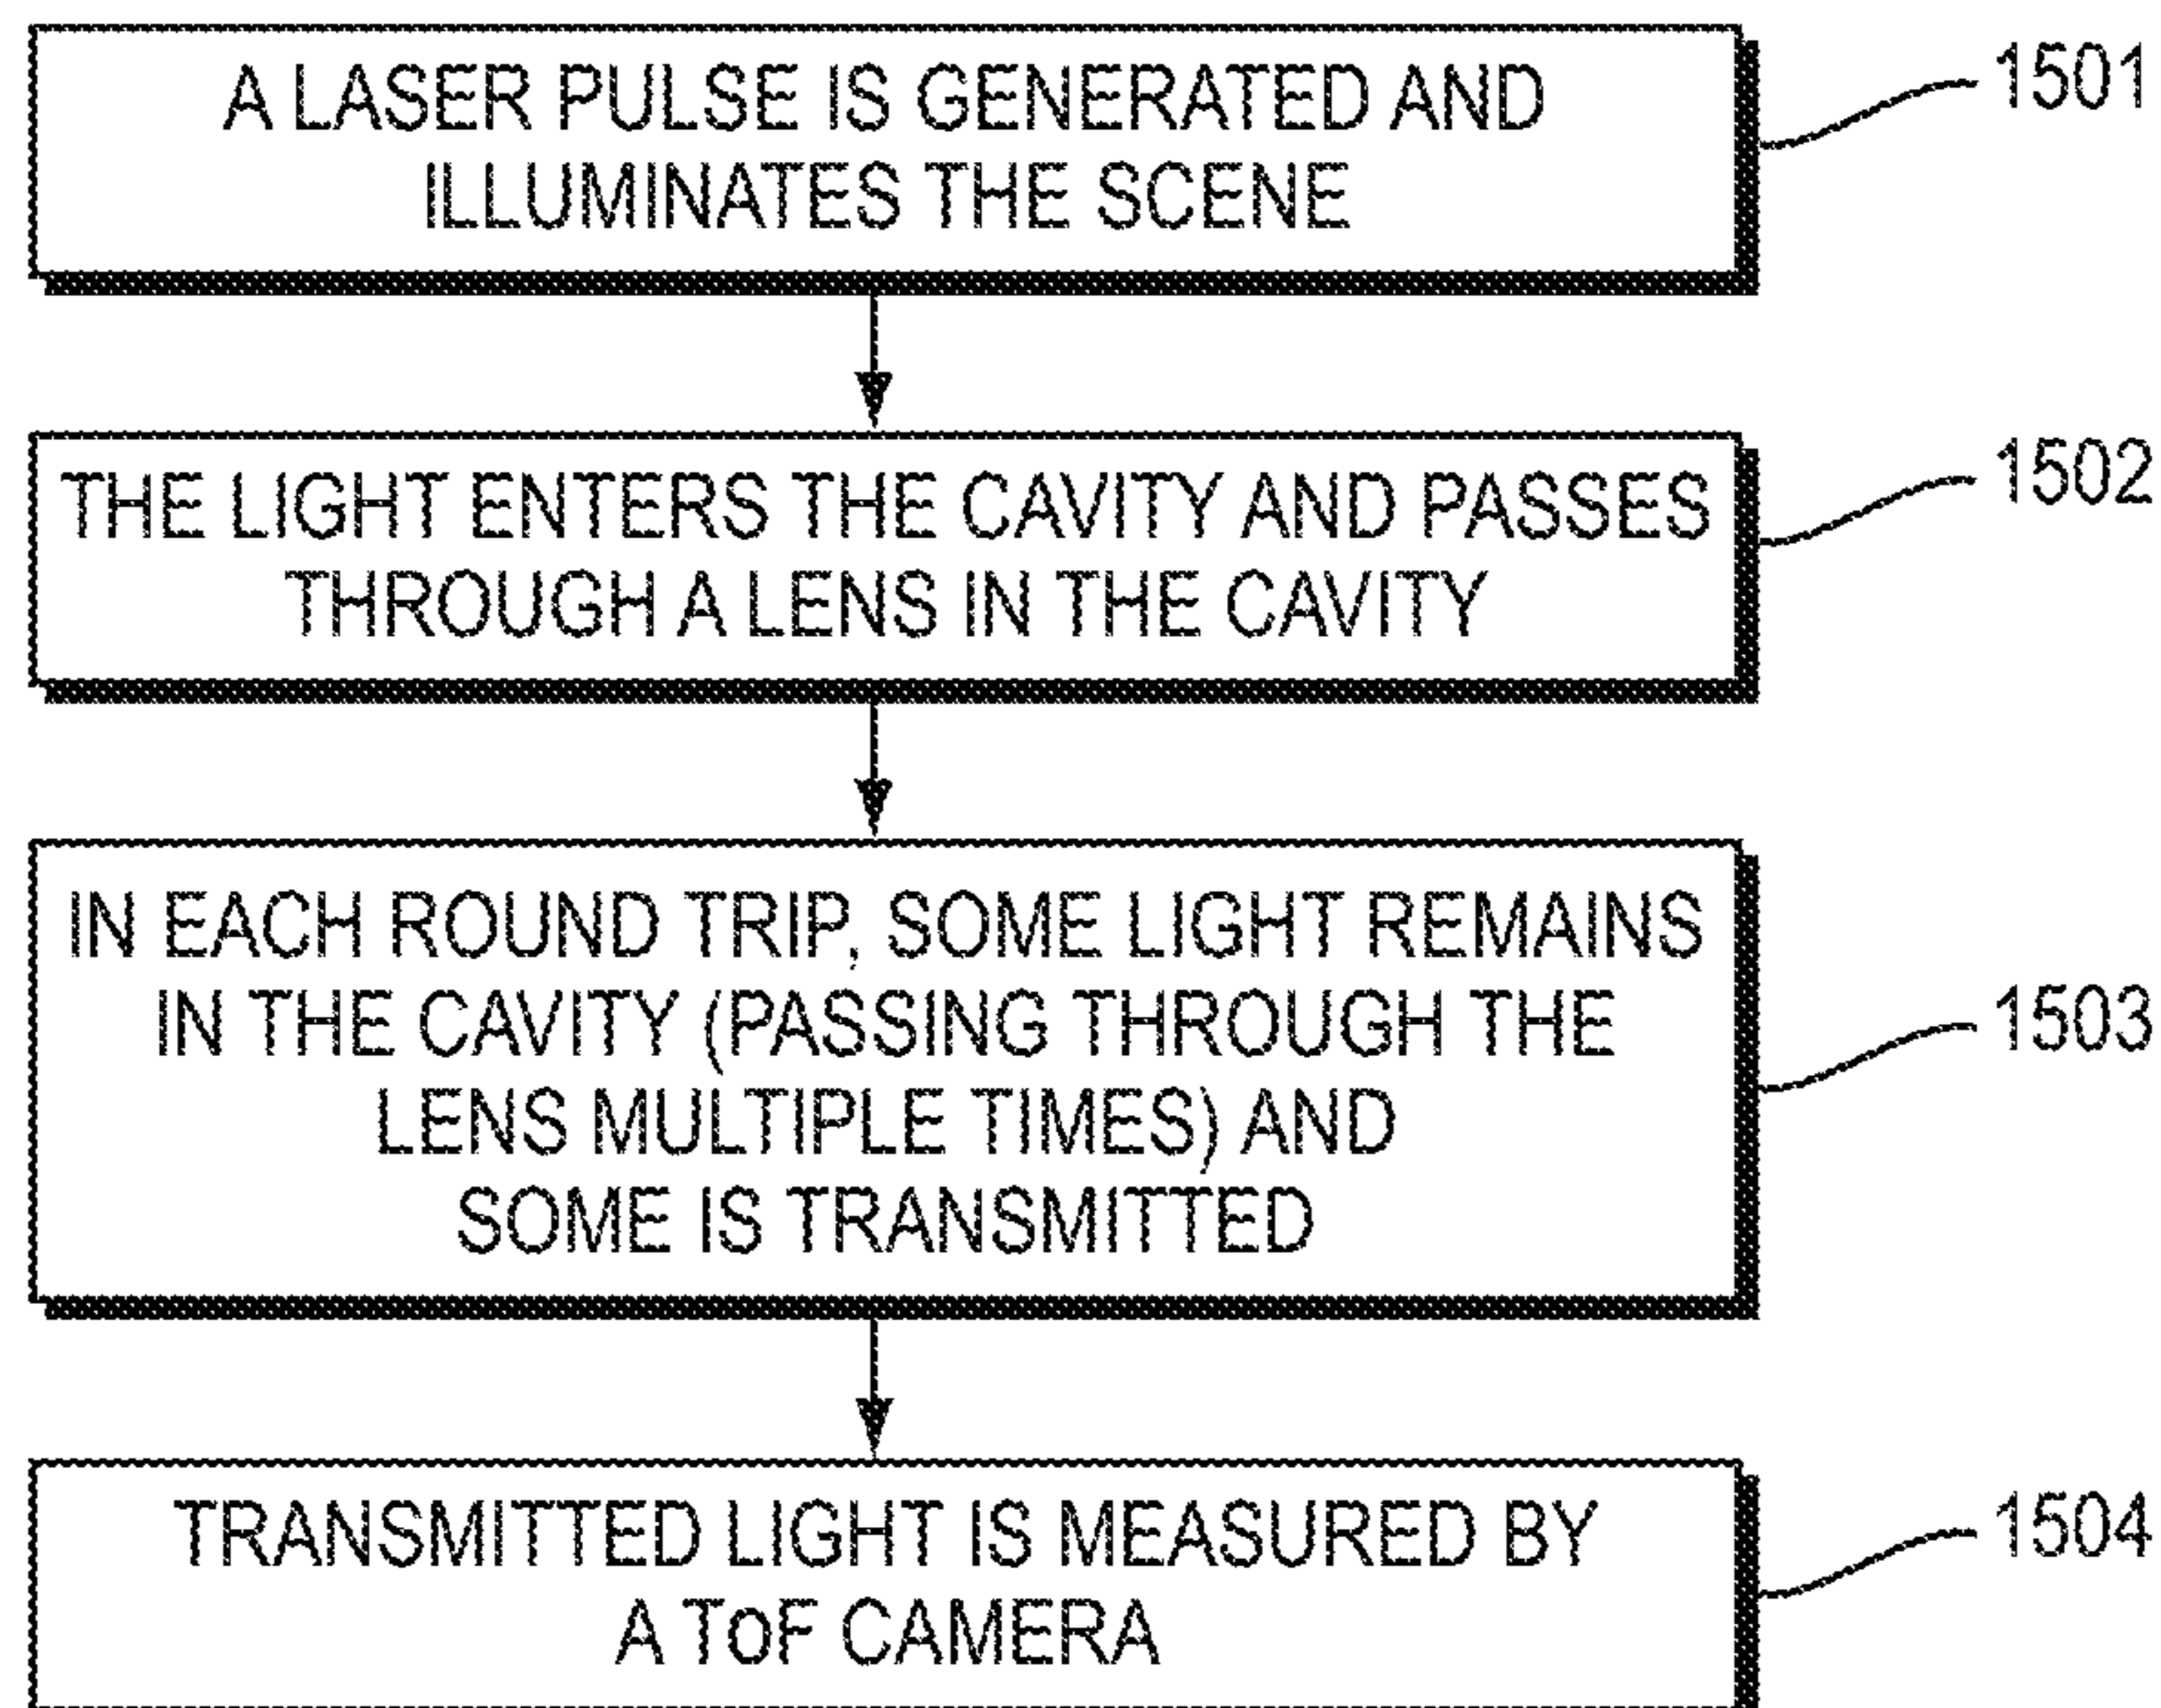 A LASER PULSE IS GENERATED AND
ILLUMINATES THE SCENE
1501
THE LIGHT ENTERS THE CAVITY AND PASSES
THROUGH A LENS IN THE CAVITY
1502
IN EACH ROUND TRIP, SOME LIGHT REMAINS
IN THE CAVITY (PASSING THROUGH THE
LENS MULTIPLE TIMES) AND
SOME IS TRANSMITTED
1503
TRANSMITTED LIGHT IS MEASURED BY
A ToF CAMERA
1504